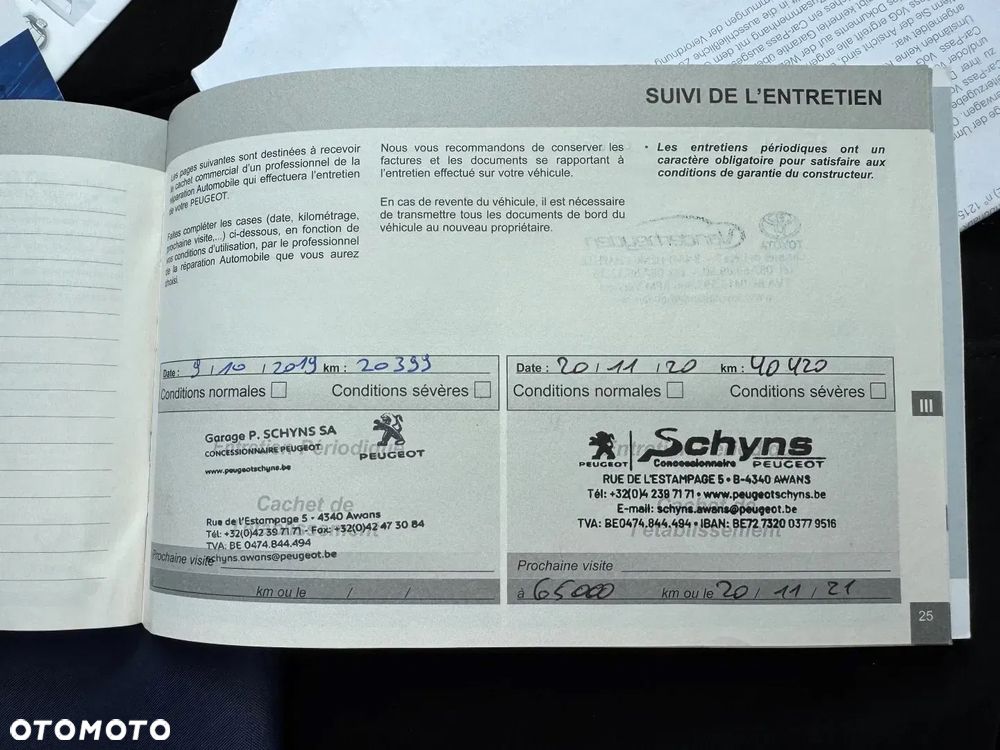 SUIVI DE L'ENTRETIEN
Les pages suivantes sont destinées à recevoir
le cachet commercial d'un professionnel de la
réparation Automobile qui effectuera l'entretien
de votre PEUGEOT.
Faites compléter les cases (date, kilométrage,
prochaine visite,...) ci-dessous, en fonction de
vos conditions d'utilisation, par le professionnel
de la réparation Automobile que vous aurez
choisi.
Nous vous recommandons de conserver les
factures et les documents se rapportant à
l'entretien effectué sur votre véhicule.
En cas de revente du véhicule, il est nécessaire
de transmettre tous les documents de bord du
véhicule au nouveau propriétaire.
• Les entretiens périodiques ont un
caractère obligatoire pour satisfaire aux
conditions de garantie du constructeur.
Date : 9 / 10 / 2019 km : 20399
Conditions normales Conditions sévères
Entretien Périodique
Garage P. SCHYNS SA
CONCESSIONNAIRE PEUGEOT
PEUGEOT
www.peugeotschyns.be
Cachet de
l'établissement
Rue de l'Estampage 5 - 4340 Awans
Tél: +32(0)42 39 71 71 - Fax: +32(0)42 47 30 84
TVA: BE 0474.844.494
schyns.awans@peugeot.be
Prochaine visite
km ou le / /
Date : 20 / 11 / 20 km : 40420
Conditions normales Conditions sévères
PEUGEOT
Schyns
Concessionnaire PEUGEOT
RUE DE L'ESTAMPAGE 5 • B-4340 AWANS
Tél: +32(0)4 239 71 71 • www.peugeotschyns.be
E-mail: schyns.awans@peugeot.be
TVA: BE0474.844.494 • IBAN: BE72 7320 0377 9516
l'établissement
Prochaine visite
à 65000 km ou le 20 / 11 / 21
III
25
OTOMOTO